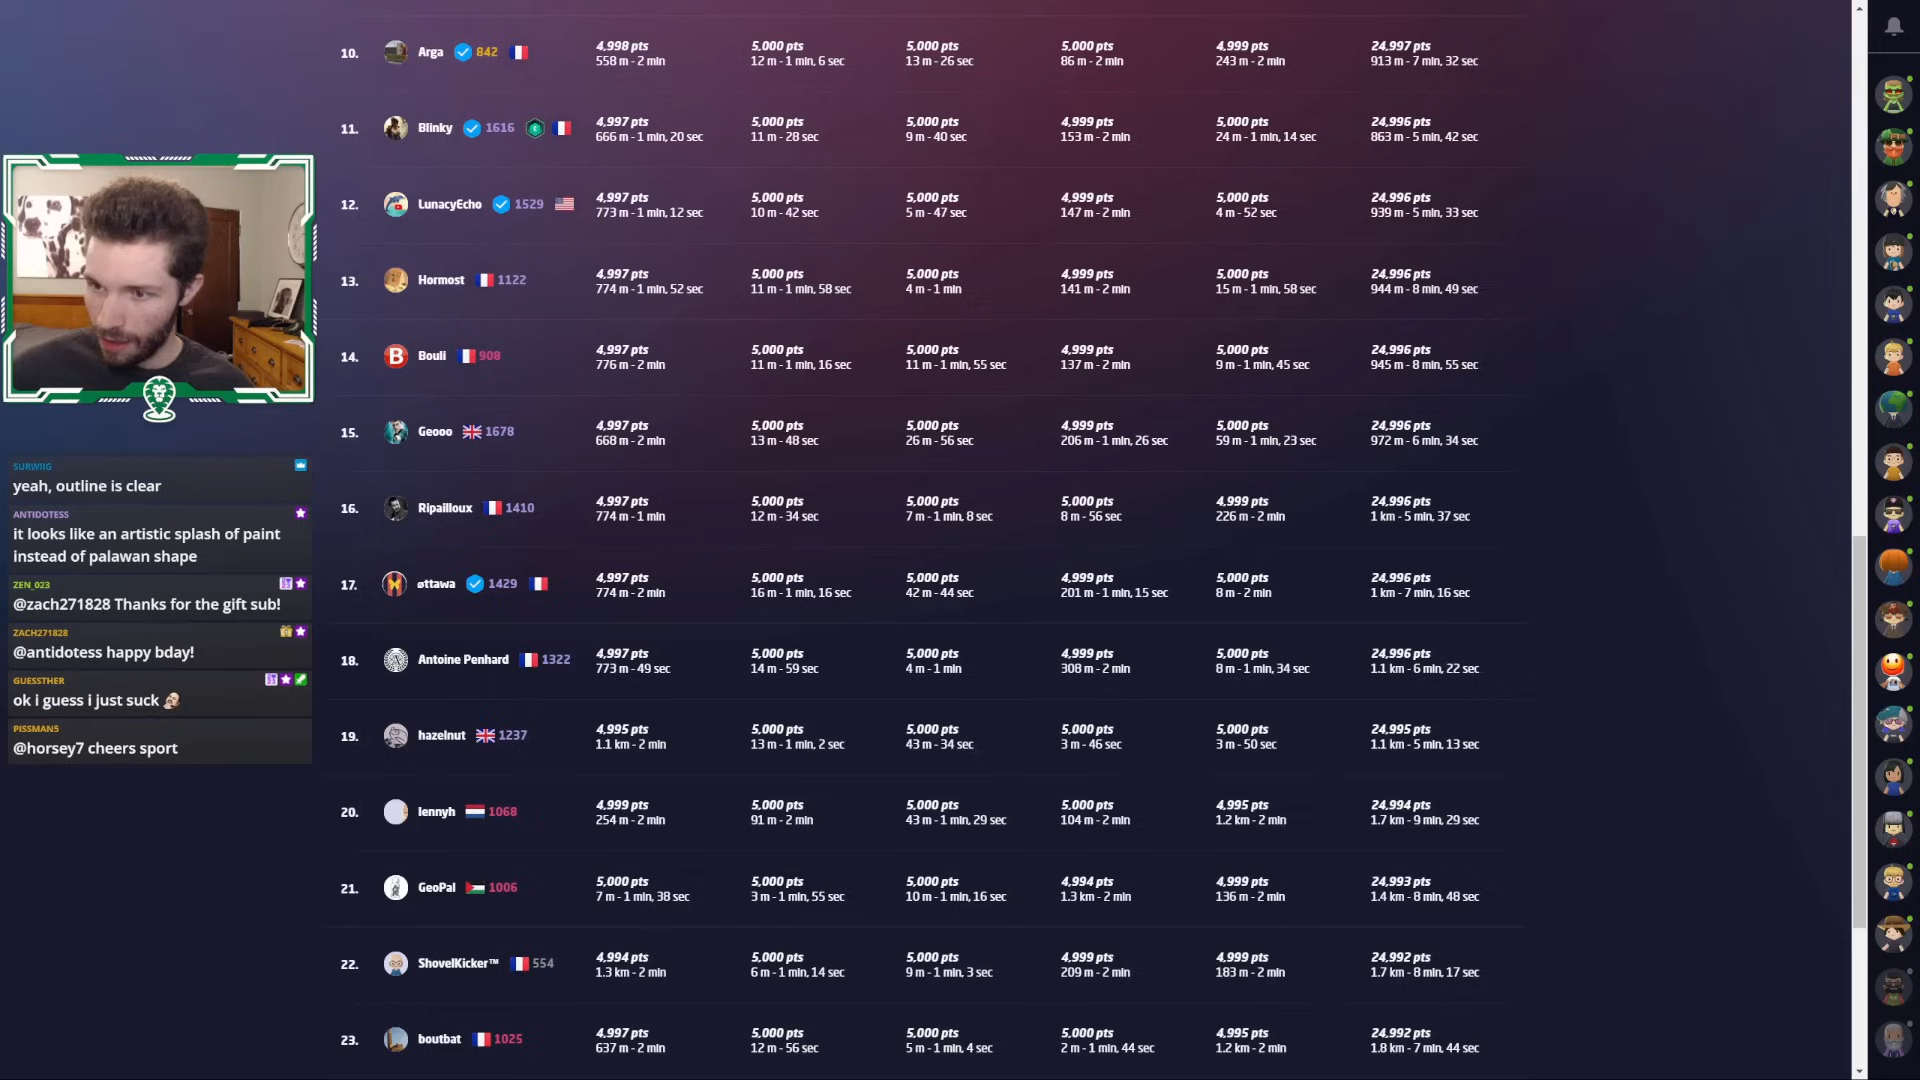 10. Arga 842 4,998 pts 5,000 pts 5,000 pts 5,000 pts 4,999 pts 24,997 pts
558 m - 2 min 12 m - 1 min, 6 sec 13 m - 26 sec 86 m - 2 min 243 m - 2 min 913 m - 7 min, 32 sec
11. Blinky 1616 4,997 pts 5,000 pts 5,000 pts 4,999 pts 5,000 pts 24,996 pts
666 m - 1 min, 20 sec 11 m - 28 sec 9 m - 40 sec 153 m - 2 min 24 m - 1 min, 14 sec 863 m - 5 min, 42 sec
12. LunacyEcho 1529 4,997 pts 5,000 pts 5,000 pts 4,999 pts 5,000 pts 24,996 pts
773 m - 1 min, 12 sec 10 m - 42 sec 5 m - 47 sec 147 m - 2 min 4 m - 52 sec 939 m - 5 min, 33 sec
13. Hormost 1122 4,997 pts 5,000 pts 5,000 pts 4,999 pts 5,000 pts 24,996 pts
774 m - 1 min, 52 sec 11 m - 1 min, 58 sec 4 m - 1 min 141 m - 2 min 15 m - 1 min, 58 sec 944 m - 8 min, 49 sec
14. B Bouli 908 4,997 pts 5,000 pts 5,000 pts 4,999 pts 5,000 pts 24,996 pts
776 m - 2 min 11 m - 1 min, 16 sec 11 m - 1 min, 55 sec 137 m - 2 min 9 m - 1 min, 45 sec 945 m - 8 min, 55 sec
15. Geooo 1678 4,997 pts 5,000 pts 5,000 pts 4,999 pts 5,000 pts 24,996 pts
668 m - 2 min 13 m - 48 sec 26 m - 56 sec 206 m - 1 min, 26 sec 59 m - 1 min, 23 sec 972 m - 6 min, 34 sec
16. Ripailloux 1410 4,997 pts 5,000 pts 5,000 pts 5,000 pts 4,999 pts 24,996 pts
774 m - 1 min 12 m - 34 sec 7 m - 1 min, 8 sec 8 m - 56 sec 226 m - 2 min 1 km - 5 min, 37 sec
17. øttawa 1429 4,997 pts 5,000 pts 5,000 pts 4,999 pts 5,000 pts 24,996 pts
774 m - 2 min 16 m - 1 min, 16 sec 42 m - 44 sec 201 m - 1 min, 15 sec 8 m - 2 min 1 km - 7 min, 16 sec
18. Antoine Penhard 1322 4,997 pts 5,000 pts 5,000 pts 4,999 pts 5,000 pts 24,996 pts
773 m - 49 sec 14 m - 59 sec 4 m - 1 min 308 m - 2 min 8 m - 1 min, 34 sec 1.1 km - 6 min, 22 sec
19. hazelnut 1237 4,995 pts 5,000 pts 5,000 pts 5,000 pts 5,000 pts 24,995 pts
1.1 km - 2 min 13 m - 1 min, 2 sec 43 m - 34 sec 3 m - 46 sec 3 m - 50 sec 1.1 km - 5 min, 13 sec
20. lennyh 1068 4,999 pts 5,000 pts 5,000 pts 5,000 pts 4,995 pts 24,994 pts
254 m - 2 min 91 m - 2 min 43 m - 1 min, 29 sec 104 m - 2 min 1.2 km - 2 min 1.7 km - 9 min, 29 sec
21. GeoPal 1006 5,000 pts 5,000 pts 5,000 pts 4,994 pts 4,999 pts 24,993 pts
7 m - 1 min, 38 sec 3 m - 1 min, 55 sec 10 m - 1 min, 16 sec 1.3 km - 2 min 136 m - 2 min 1.4 km - 8 min, 48 sec
22. ShovelKicker™ 554 4,994 pts 5,000 pts 5,000 pts 4,999 pts 4,999 pts 24,992 pts
1.3 km - 2 min 6 m - 1 min, 14 sec 9 m - 1 min, 3 sec 209 m - 2 min 183 m - 2 min 1.7 km - 8 min, 17 sec
23. boutbat 1025 4,997 pts 5,000 pts 5,000 pts 5,000 pts 4,995 pts 24,992 pts
637 m - 2 min 12 m - 56 sec 5 m - 1 min, 4 sec 2 m - 1 min, 44 sec 1.2 km - 2 min 1.8 km - 7 min, 44 sec
SURWIIG
yeah, outline is clear
ANTIDOTESS
it looks like an artistic splash of paint
instead of palawan shape
ZEN_023
@zach271828 Thanks for the gift sub!
ZACH271828
@antidotess happy bday!
GUESSTHER
ok i guess i just suck
PISSMAN5
@horsey7 cheers sport